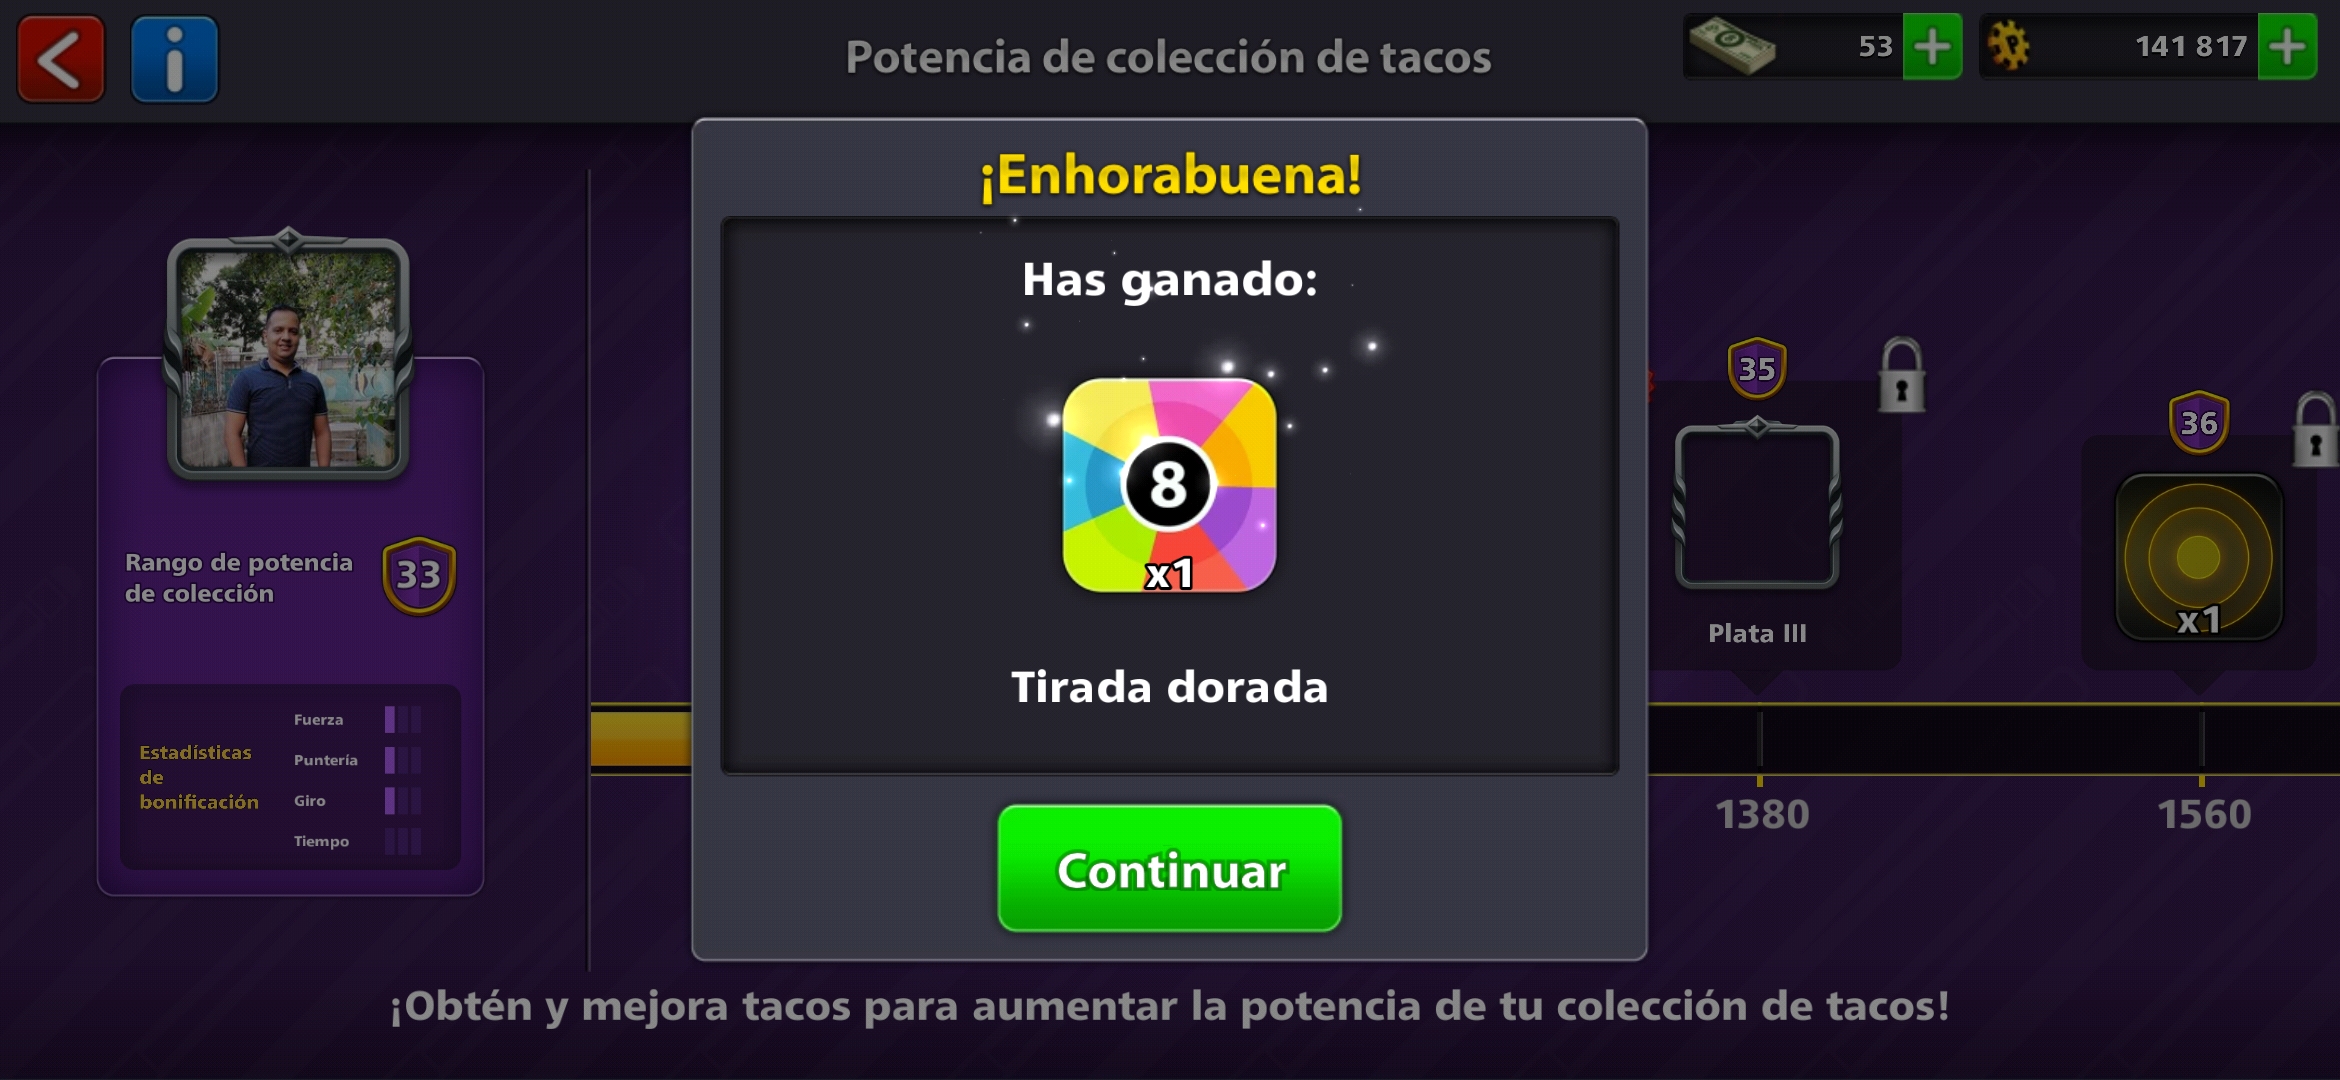 Potencia de colección de tacos
53
141 817
¡Enhorabuena!
Has ganado:
8
x1
Tirada dorada
Continuar
Rango de potencia
de colección
33
Estadísticas
de
bonificación
Fuerza
Puntería
Giro
Tiempo
35
Plata III
36
x1
1380
1560
¡Obtén y mejora tacos para aumentar la potencia de tu colección de tacos!